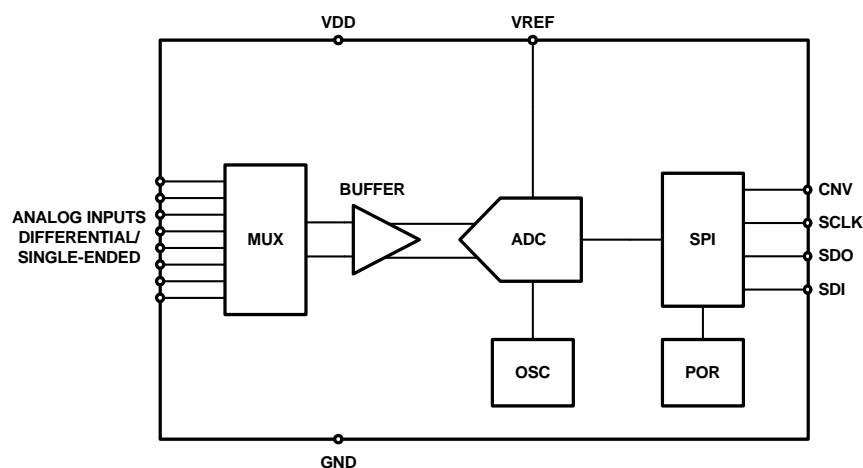 VDD
VREF
ANALOG INPUTS
DIFFERENTIAL/
SINGLE-ENDED
MUX
BUFFER
ADC
SPI
CNV
SCLK
SDO
SDI
OSC
POR
GND